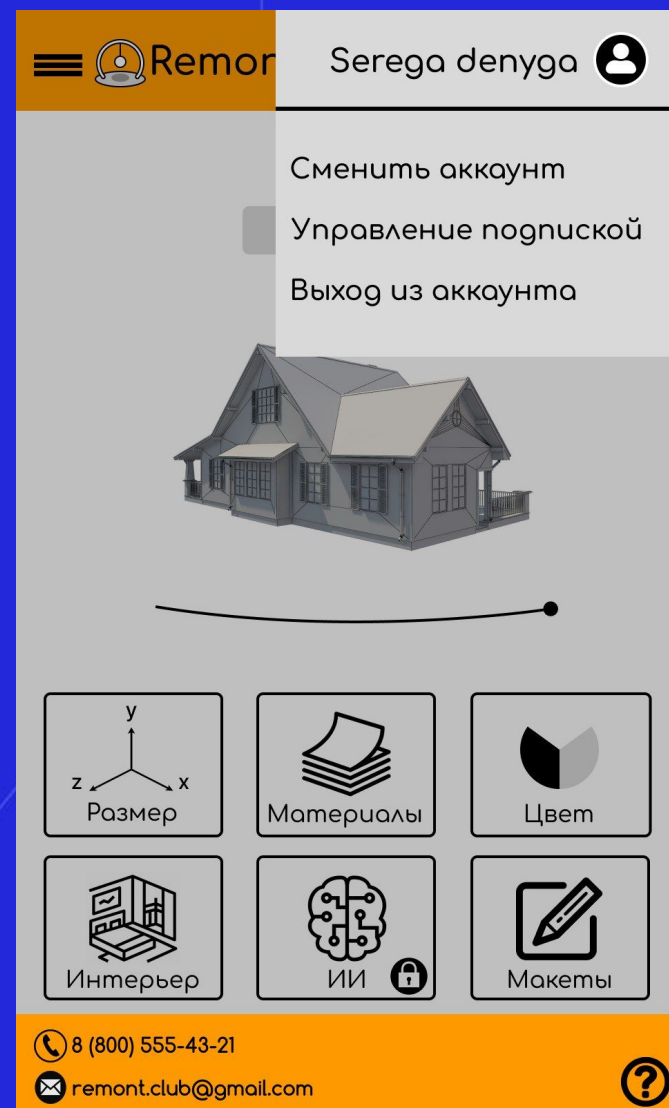 Remor
Serega denyga
Сменить аккаунт
Управление подпиской
Выход из аккаунта
y
z x
Размер
Материалы
Цвет
Интерьер
ИИ
Макеты
8 (800) 555-43-21
remont.club@gmail.com
?